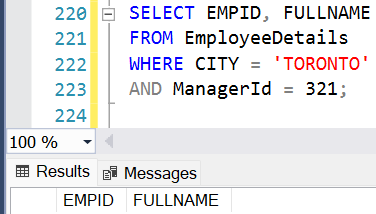 220 SELECT EMPID, FULLNAME
221 FROM EmployeeDetails
222 WHERE CITY = 'TORONTO'
223 AND ManagerId = 321;
224
100 %
Results Messages
EMPID FULLNAME